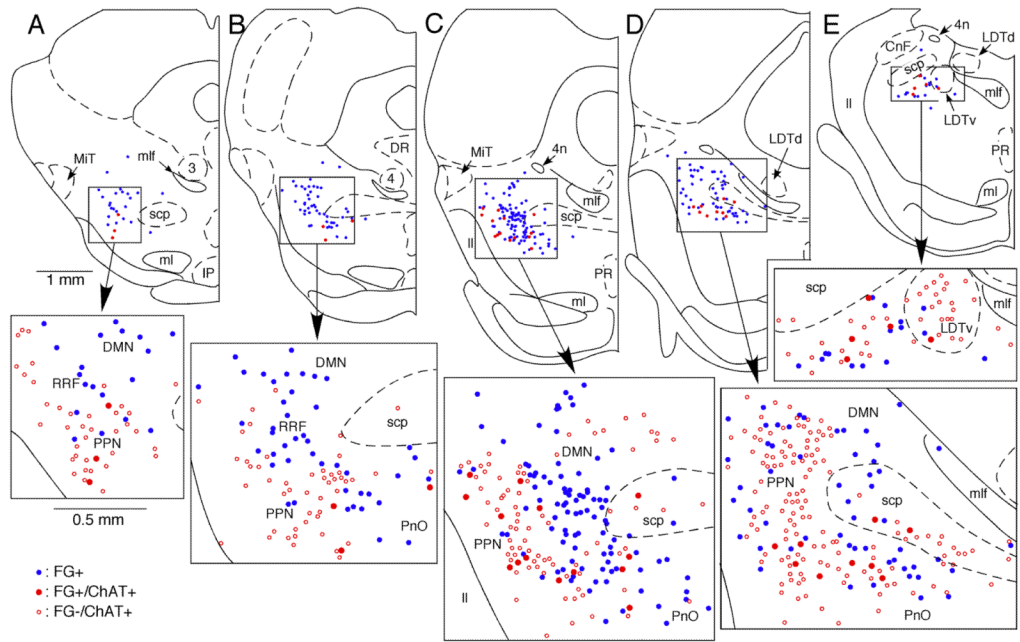 A
MiT
mlf
3
scp
ml
IP
1 mm
B
DR
4
C
MiT
4n
mlf
scp
ll
PR
ml
D
LDTd
E
CnF
4n
LDTd
scp
mlf
ll
LDTv
PR
ml
DMN
RRF
PPN
0.5 mm
DMN
RRF
scp
PPN
PnO
DMN
scp
PPN
ll
PnO
DMN
PPN
scp
mlf
PnO
scp
LDTv
mlf
: FG+
: FG+/ChAT+
: FG-/ChAT+